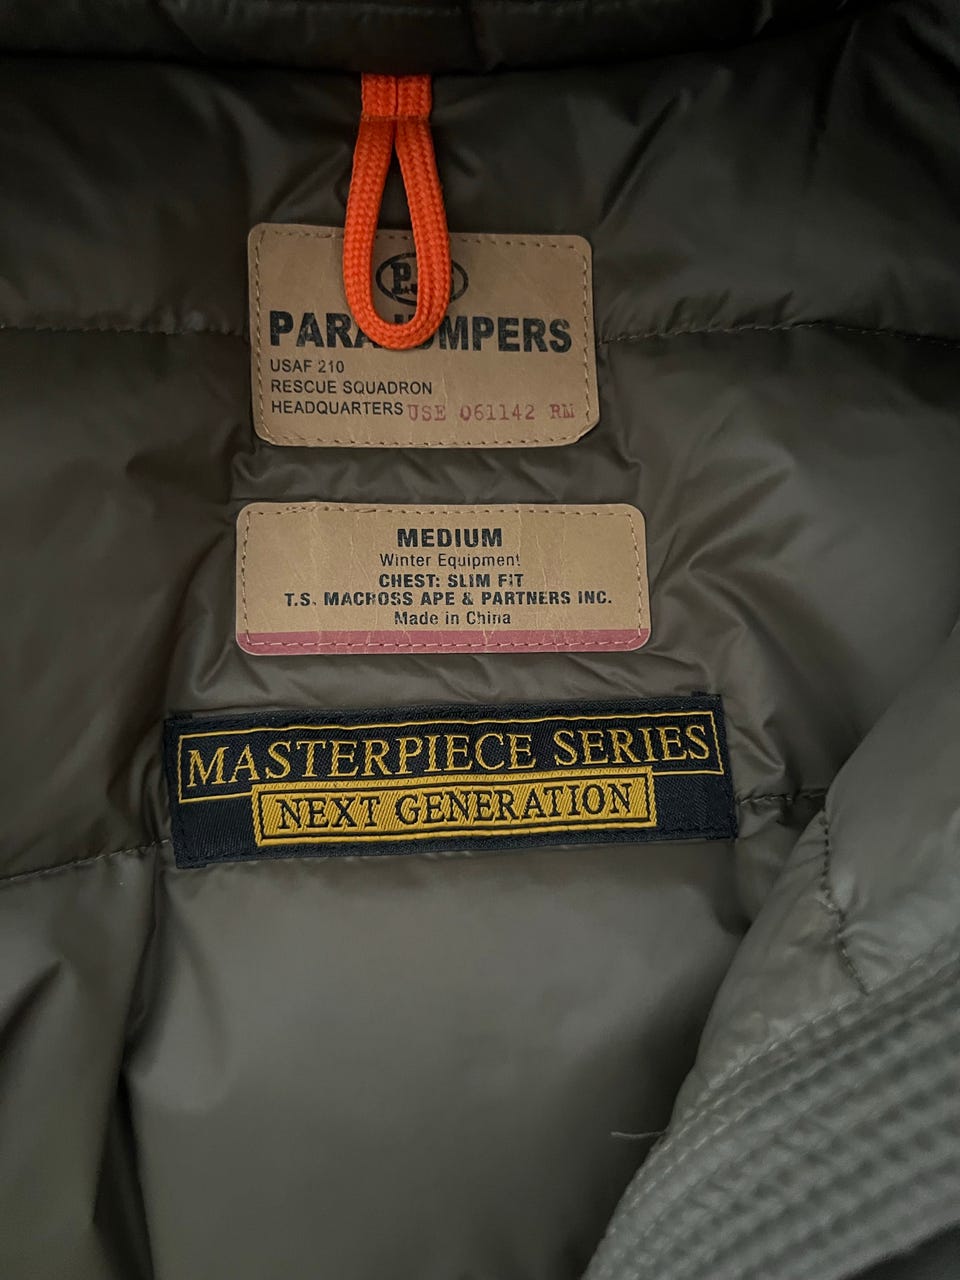 PARAJUMPERS
USAF 210
RESCUE SQUADRON
HEADQUARTERS USE 061142 RM
MEDIUM
Winter Equipment
CHEST: SLIM FIT
T.S. MACROSS APE & PARTNERS INC.
Made in China
MASTERPIECE SERIES
NEXT GENERATION